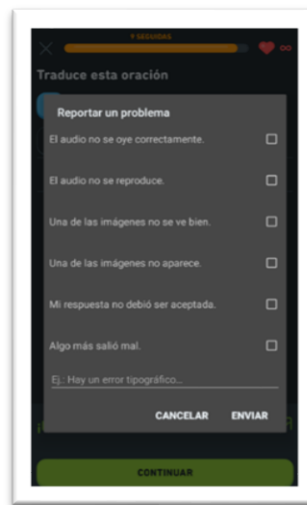 9 SEGUIDAS
Traduce esta oración
Reportar un problema
El audio no se oye correctamente.
El audio no se reproduce.
Una de las imágenes no se ve bien.
Una de las imágenes no aparece.
Mi respuesta no debió ser aceptada.
Algo más salió mal.
Ej.: Hay un error tipográfico...
CANCELAR ENVIAR
CONTINUAR